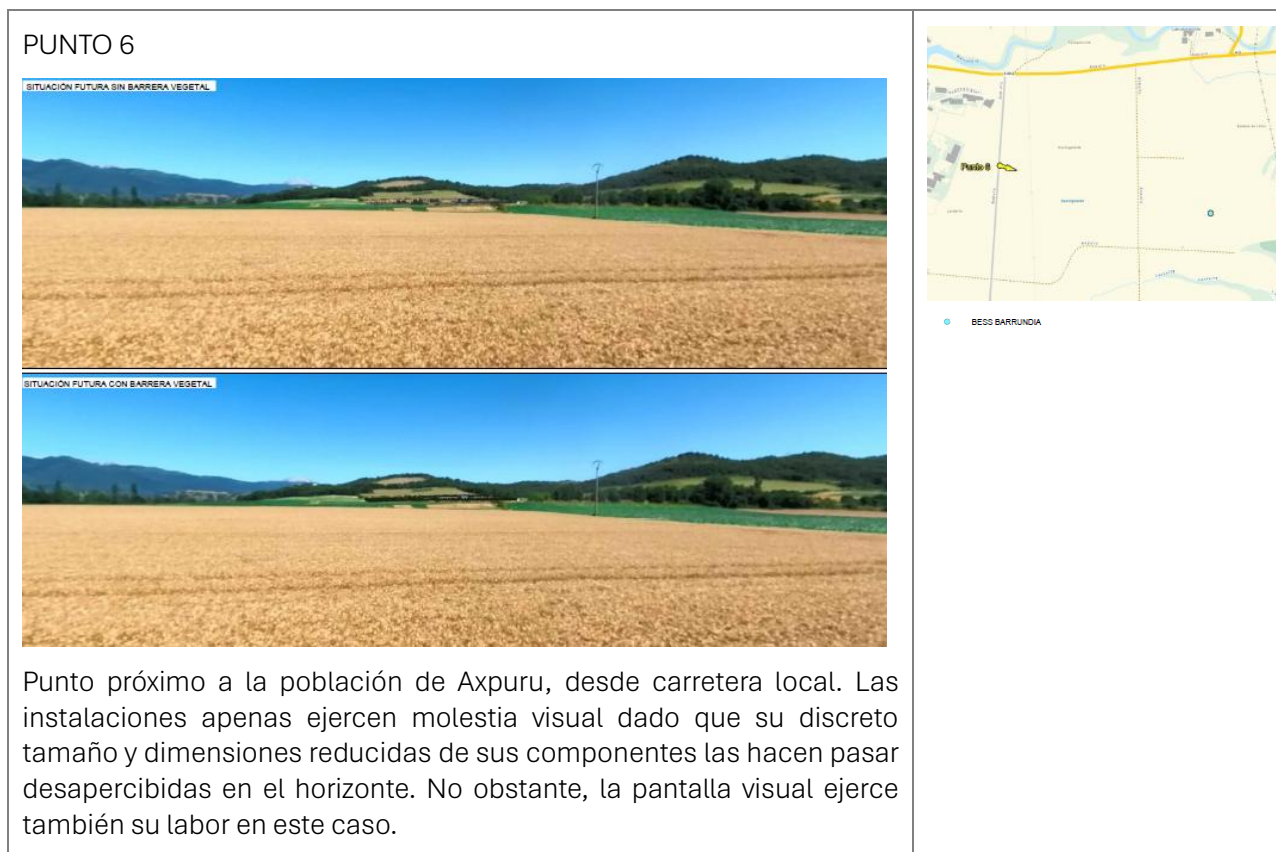 PUNTO 6
SITUACIÓN FUTURA SIN BARRERA VEGETAL
SITUACIÓN FUTURA CON BARRERA VEGETAL
Punto próximo a la población de Axpuru, desde carretera local. Las
instalaciones apenas ejercen molestia visual dado que su discreto
tamaño y dimensiones reducidas de sus componentes las hacen pasar
desapercibidas en el horizonte. No obstante, la pantalla visual ejerce
también su labor en este caso.
Punto 6
BESS BARRUNDIA